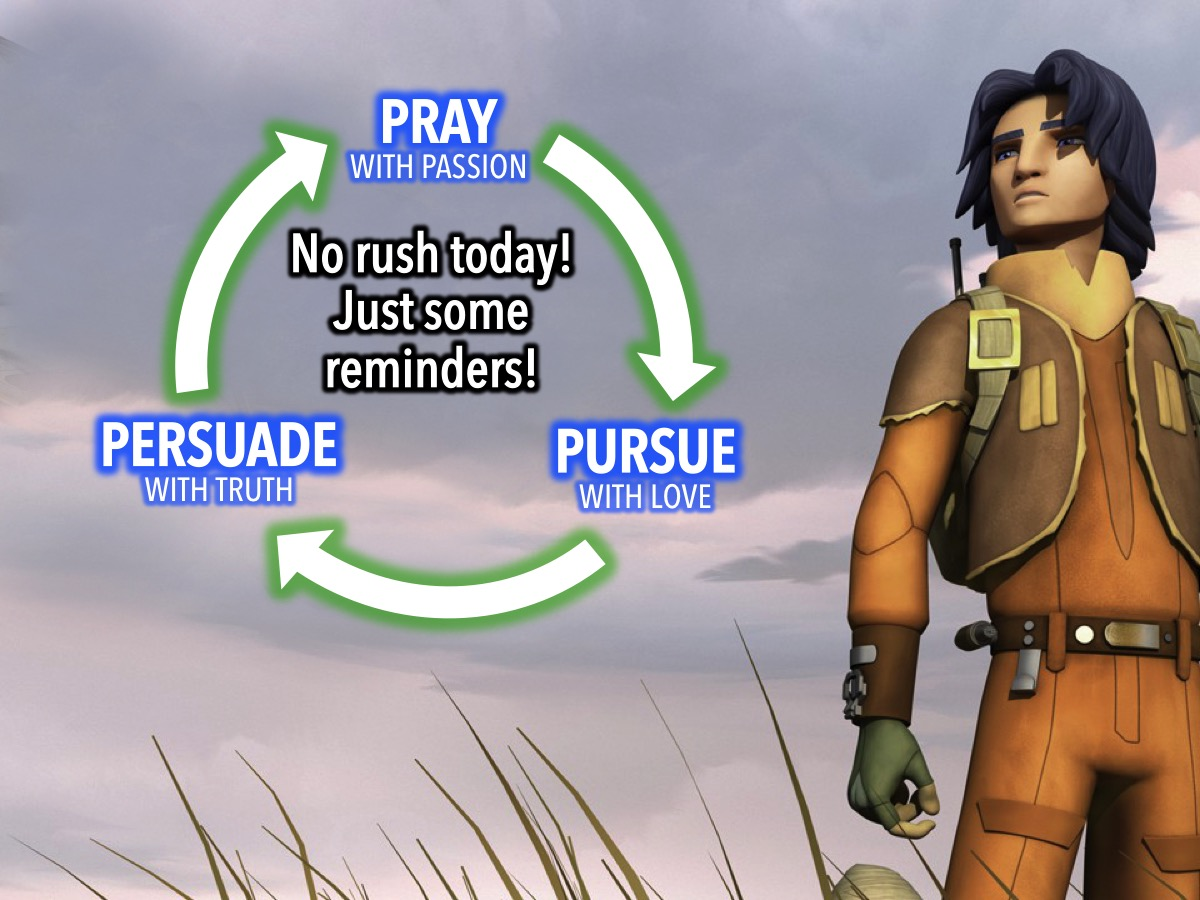 PRAY
WITH PASSION
No rush today!
Just some
reminders!
PERSUADE
WITH TRUTH
PURSUE
WITH LOVE